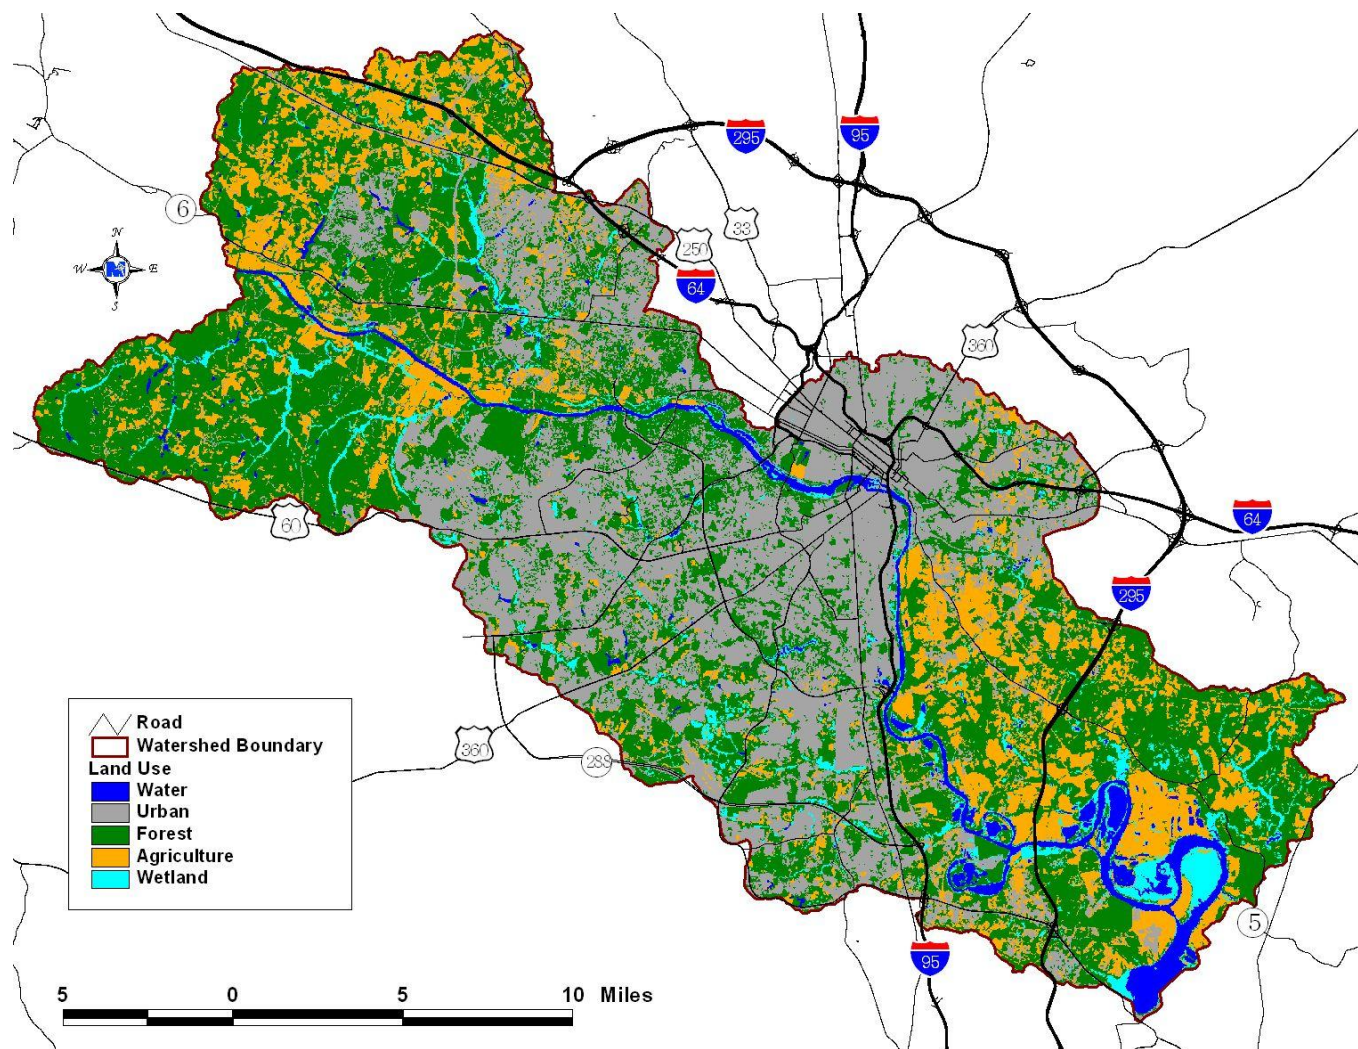 295
95
6
33
250
N
W E
S
64
360
60
64
295
Road
Watershed Boundary
Land Use
Water
Urban
Forest
Agriculture
Wetland
360
288
5
95
5 0 5 10 Miles